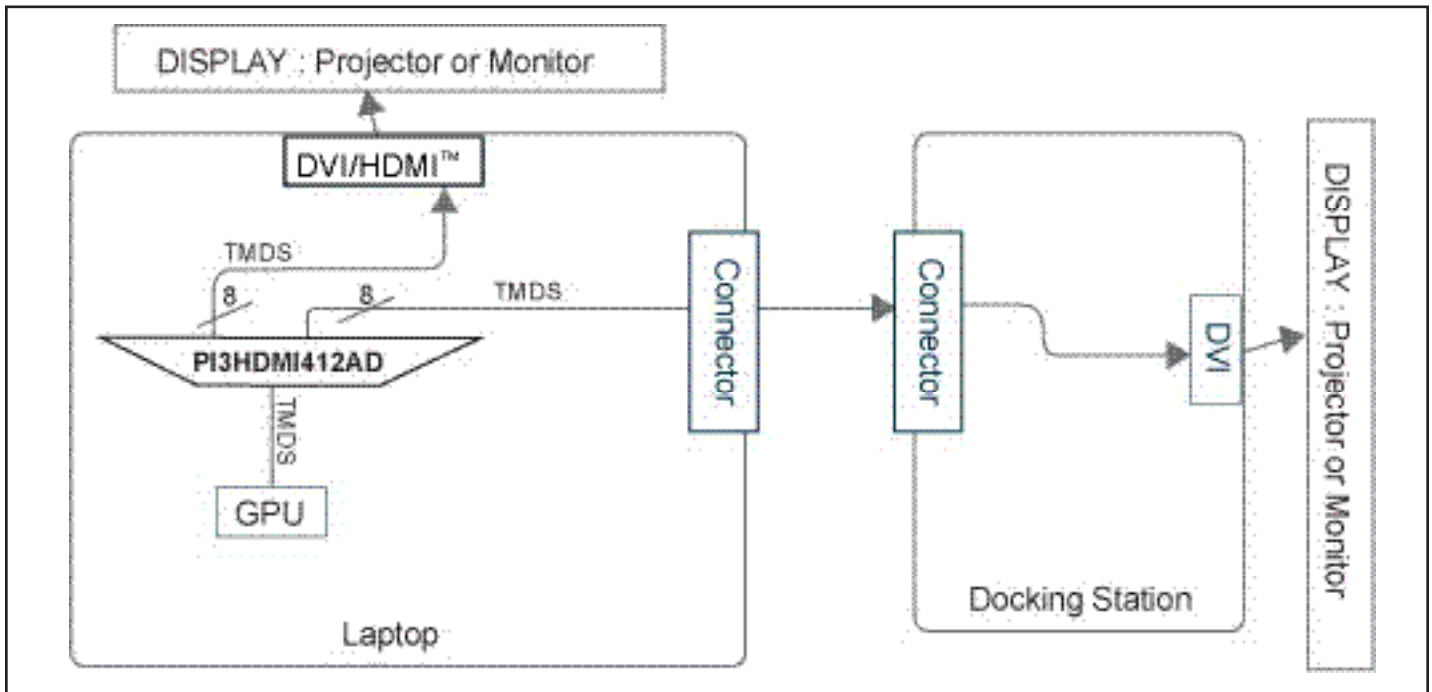 DISPLAY : Projector or Monitor
DVI/HDMI™
TMDS
8
8
TMDS
PI3HDMI412AD
TMDS
GPU
Laptop
Connector
Connector
DVI
Docking Station
DISPLAY : Projector or Monitor